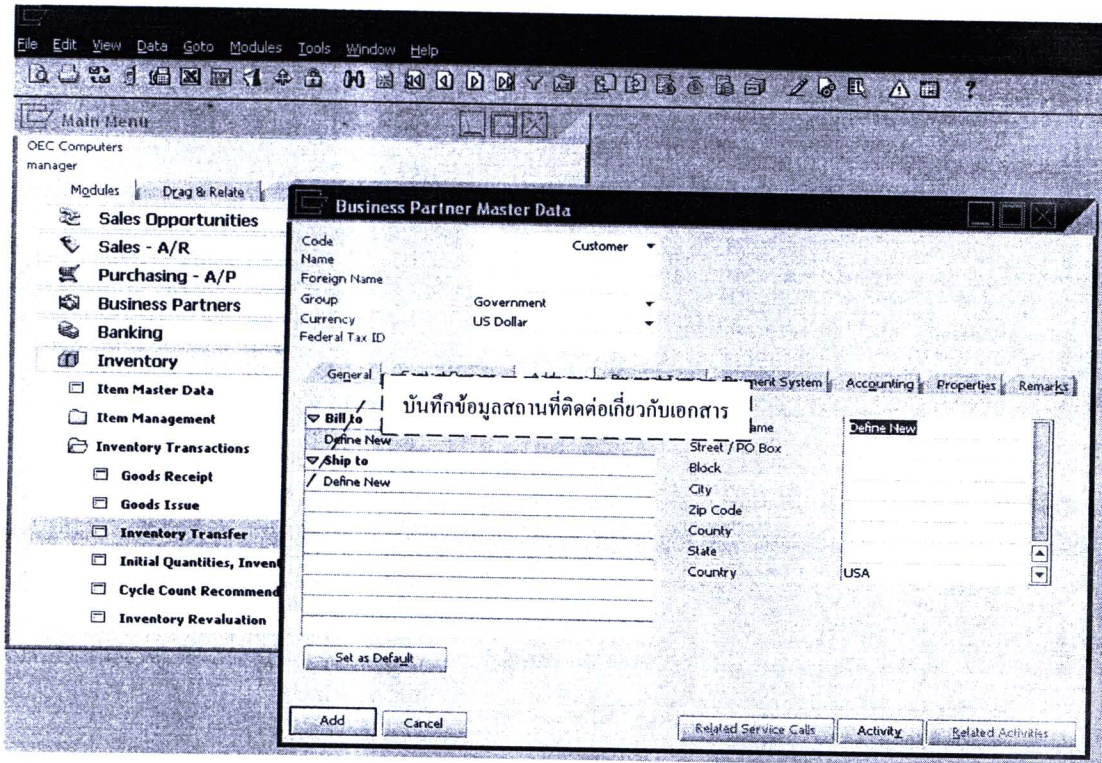 File Edit View Data Goto Modules Tools Window Help
Main Menu
OEC Computers
manager
Modules Drag & Relate
Sales Opportunities
Sales - A/R
Purchasing - A/P
Business Partners
Banking
Inventory
Item Master Data
Item Management
Inventory Transactions
Goods Receipt
Goods Issue
Inventory Transfer
Initial Quantities, Invent
Cycle Count Recommend
Inventory Revaluation
Business Partner Master Data
Code Customer
Name
Foreign Name
Group Government
Currency US Dollar
Federal Tax ID
General Payment System Accounting Properties Remarks
บันทึกข้อมูลสถานที่ติดต่อเกี่ยวกับเอกสาร
Bill to
Define New
Ship to
Define New
ame Define New
Street / PO Box
Block
City
Zip Code
County
State
Country USA
Set as Default
Add Cancel
Related Service Calls Activity Related Activities